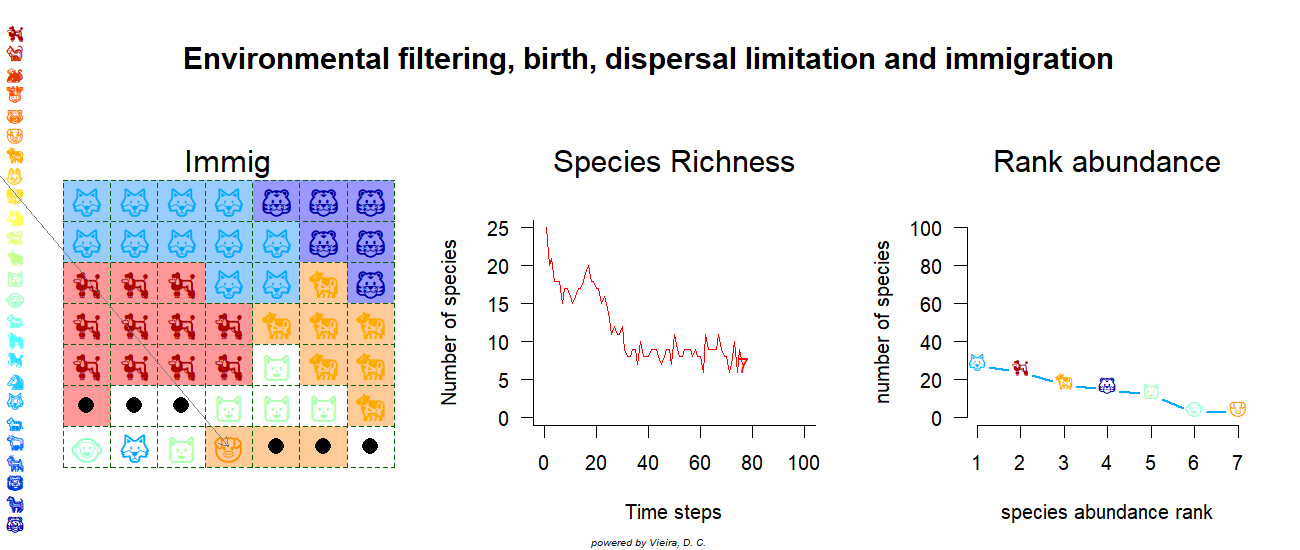 Environmental filtering, birth, dispersal limitation and immigration
Immig
Species Richness
Number of species
25
20
15
10
5
0
7
0 20 40 60 80 100
Time steps
Rank abundance
number of species
100
80
60
40
20
0
1 2 3 4 5 6 7
species abundance rank
powered by Vieira, D. C.